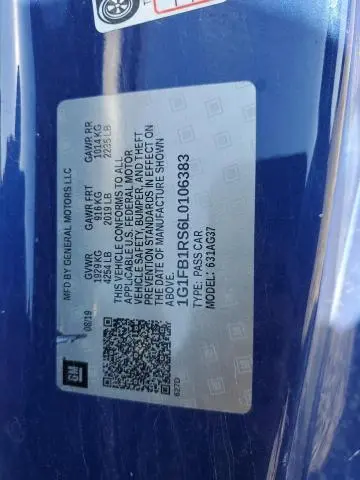 MFD BY GENERAL MOTORS LLC
GVWR GAWR FRT GAWR RR
1929 KG 916 KG 1014 KG
4254 LB 2019 LB 2235 LB
THIS VEHICLE CONFORMS TO ALL
APPLICABLE U.S. FEDERAL MOTOR
VEHICLE SAFETY, BUMPER, AND THEFT
PREVENTION STANDARDS IN EFFECT ON
THE DATE OF MANUFACTURE SHOWN
ABOVE.
1G1FB1RS6L0106383
TYPE: PASS CAR
MODEL: 631AG37
08/19
GM
627D